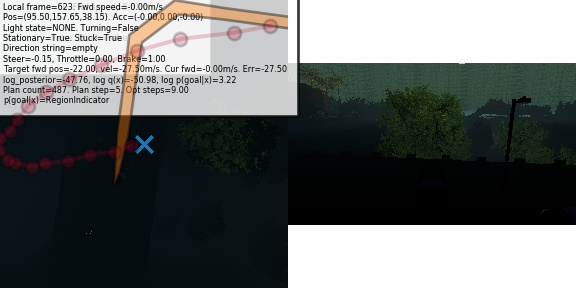 Local frame=623: Fwd speed=-0.00m/s.
Pos=(95.50,157.65,38.15). Acc=(-0.00,0.00,-0.00)
Light state=NONE. Turning=False
Stationary=True. Stuck=True
Direction string=empty
Steer=-0.15, Throttle=0.00, Brake=1.00
Target fwd pos=-22.00, vel=-27.50m/s. Cur fwd=-0.00m/s. Err=-27.50
log_posterior=-47.76, log q(x)=-50.98, log p(goal|x)=3.22
Plan count=487. Plan step=5. Opt steps=9.00
p(goal|x)=RegionIndicator